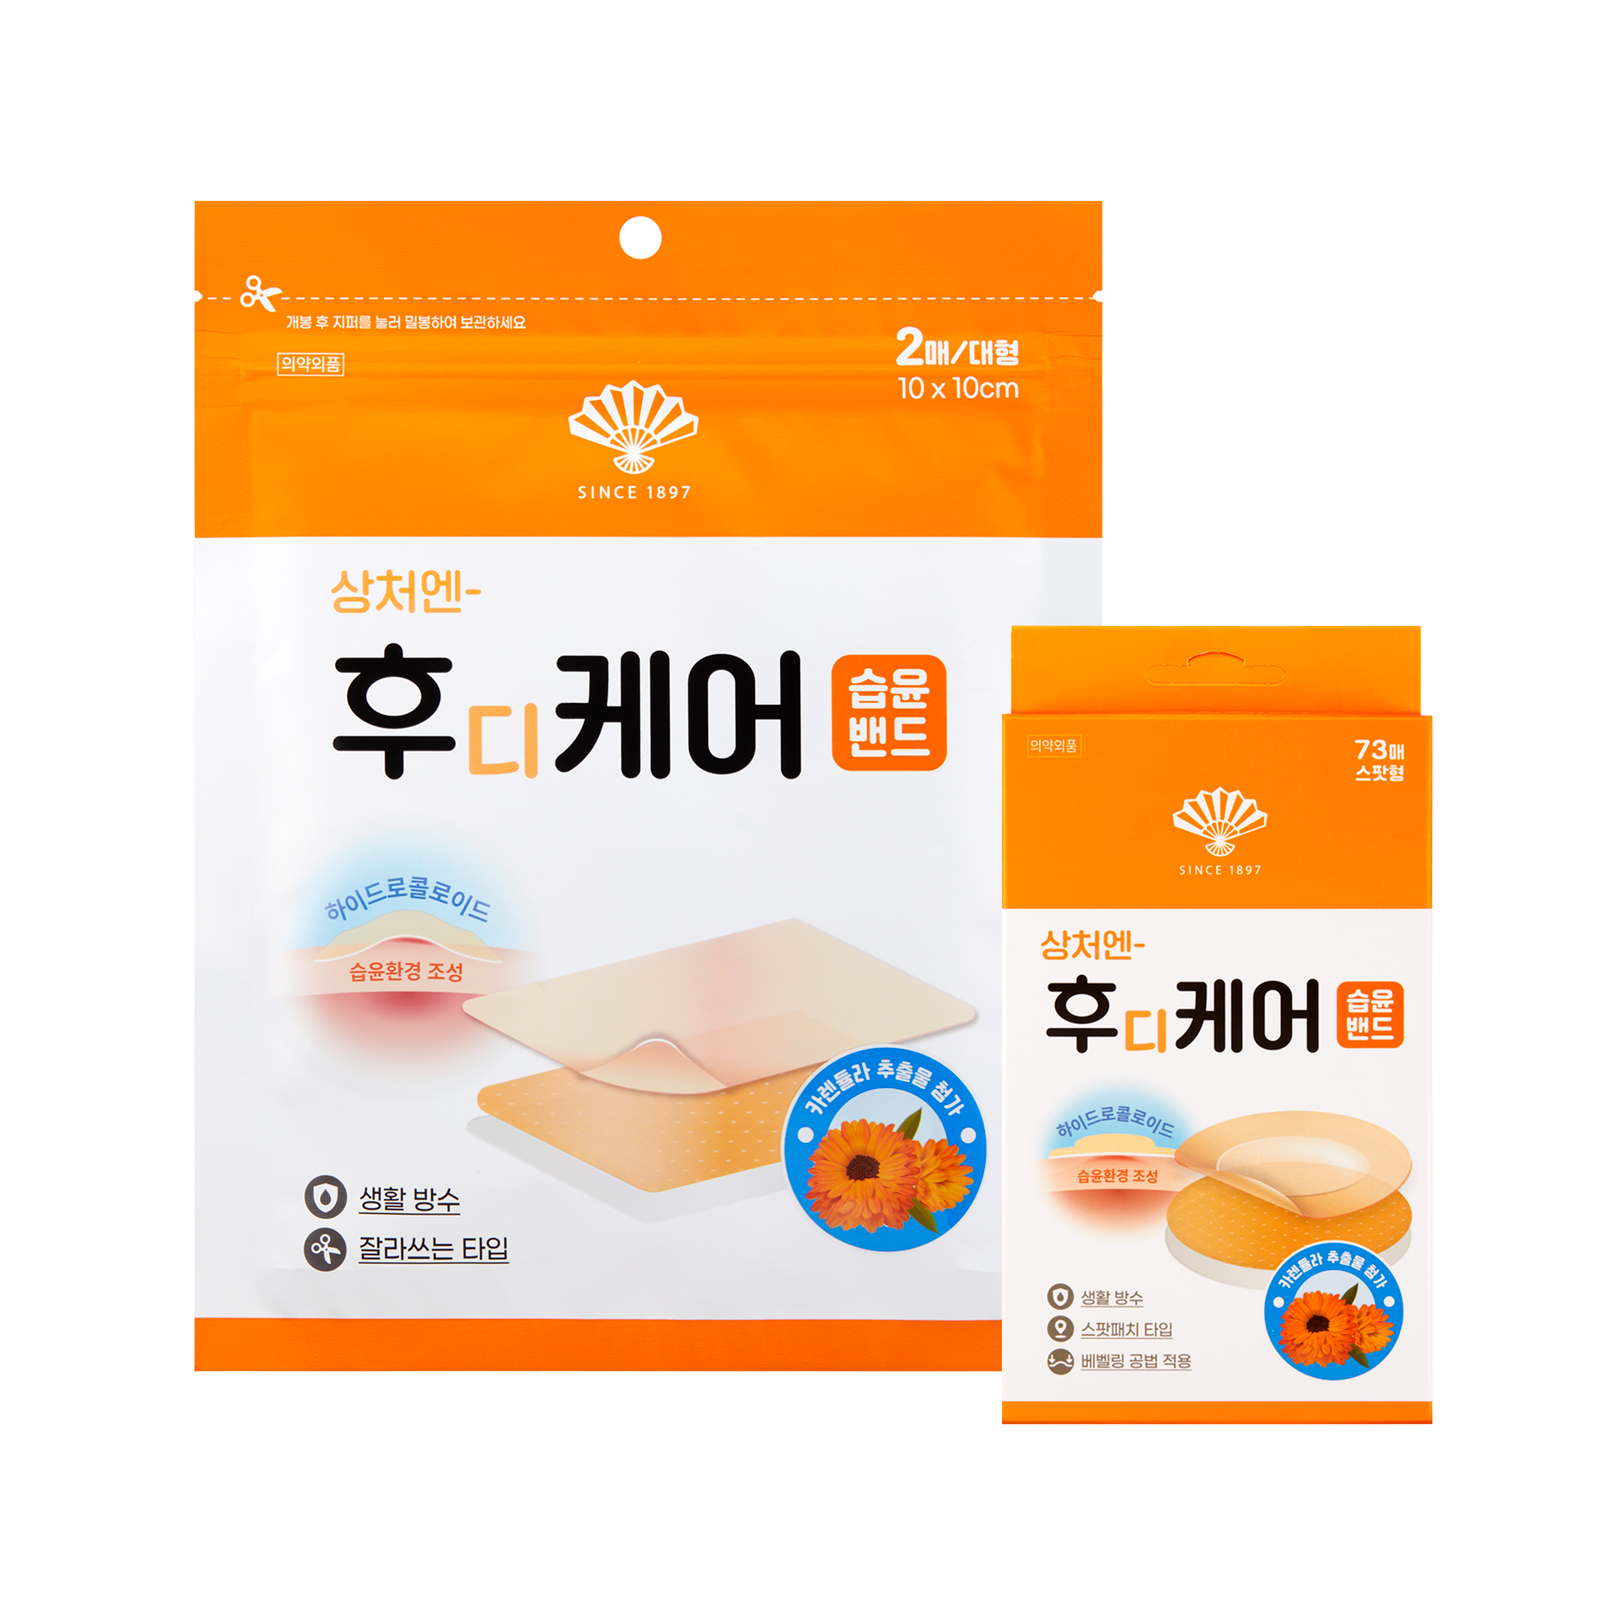 개봉 후 지퍼를 눌러 밀봉하여 보관하세요
의약외품
2매/대형
10 x 10cm
SINCE 1897
상처엔-
후디케어
습윤
밴드
하이드로콜로이드
습윤환경 조성
카렌듈라 추출물 첨가
생활 방수
잘라쓰는 타입
의약외품
73매
스팟형
SINCE 1897
상처엔-
후디케어
습윤
밴드
하이드로콜로이드
습윤환경 조성
카렌듈라 추출물 첨가
생활 방수
스팟패치 타입
베벨링 공법 적용